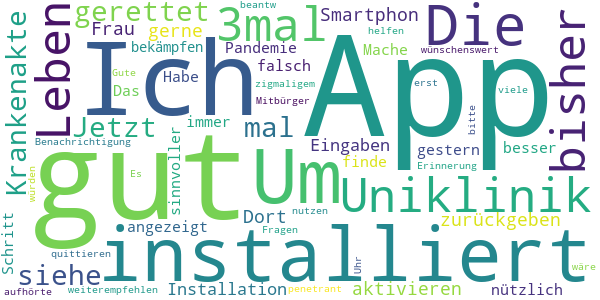 beantw
gerettet
3mal
Smartphon
Die
Frau
gerne
helfen
bekämpfen
Pandemie
Mache
wünschenswert
Leben
Ich
App
bisher
Krankenakte
Gute
Das
Habe
falsch
zigmaligem
erst
viele
Mitbürger
Jetzt
immer
mal
bitte
Benachrichtigung
Eingaben
gestern
besser
sinnvoller
finde
Erinnerung
gut
Um
Uniklinik
würden
Es
nutzen
Dort
zurückgeben
angezeigt
Fragen
Schritt
quittieren
installiert
Uhr
siehe
wäre
aufhörte
weiterempfehlen
Installation
penetrant
aktivieren
nützlich